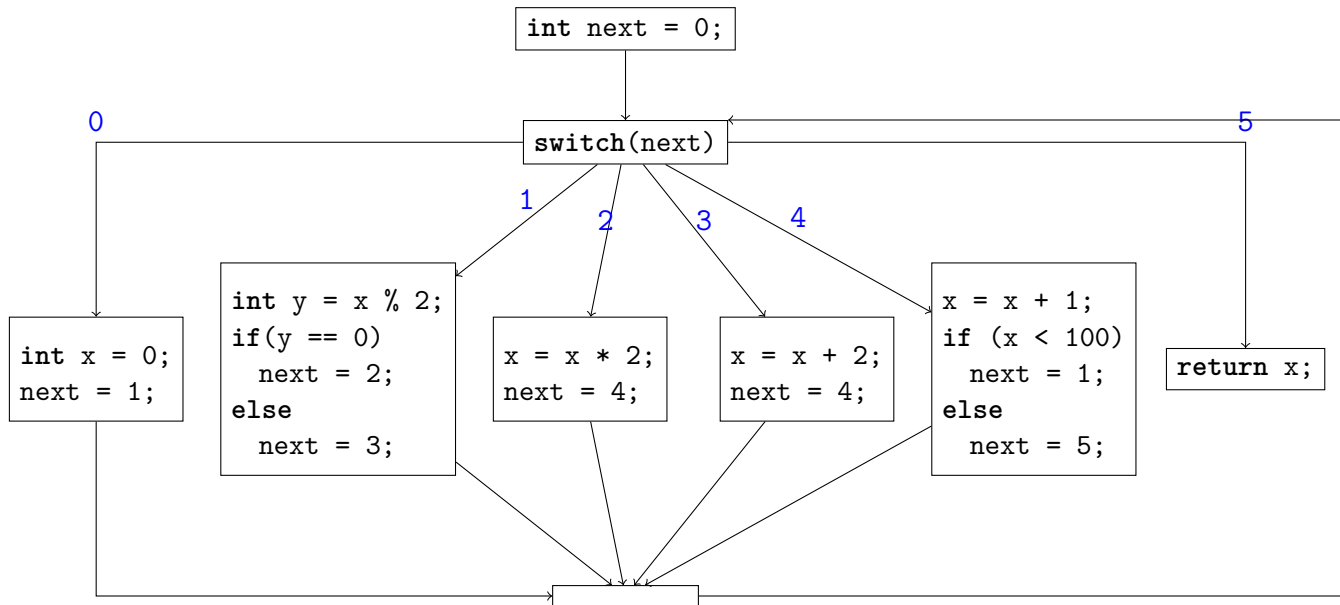 int next = 0;
0
switch(next)
5
1
2
3
4
int x = 0;
next = 1;
int y = x % 2;
if(y == 0)
next = 2;
else
next = 3;
x = x * 2;
next = 4;
x = x + 2;
next = 4;
x = x + 1;
if (x < 100)
next = 1;
else
next = 5;
return x;